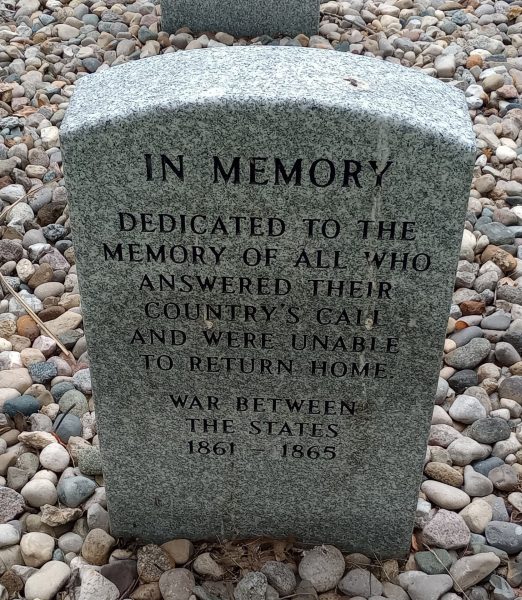 IN MEMORY
DEDICATED TO THE
MEMORY OF ALL WHO
ANSWERED THEIR
COUNTRY'S CALL
AND WERE UNABLE
TO RETURN HOME.
WAR BETWEEN
THE STATES
1861 - 1865